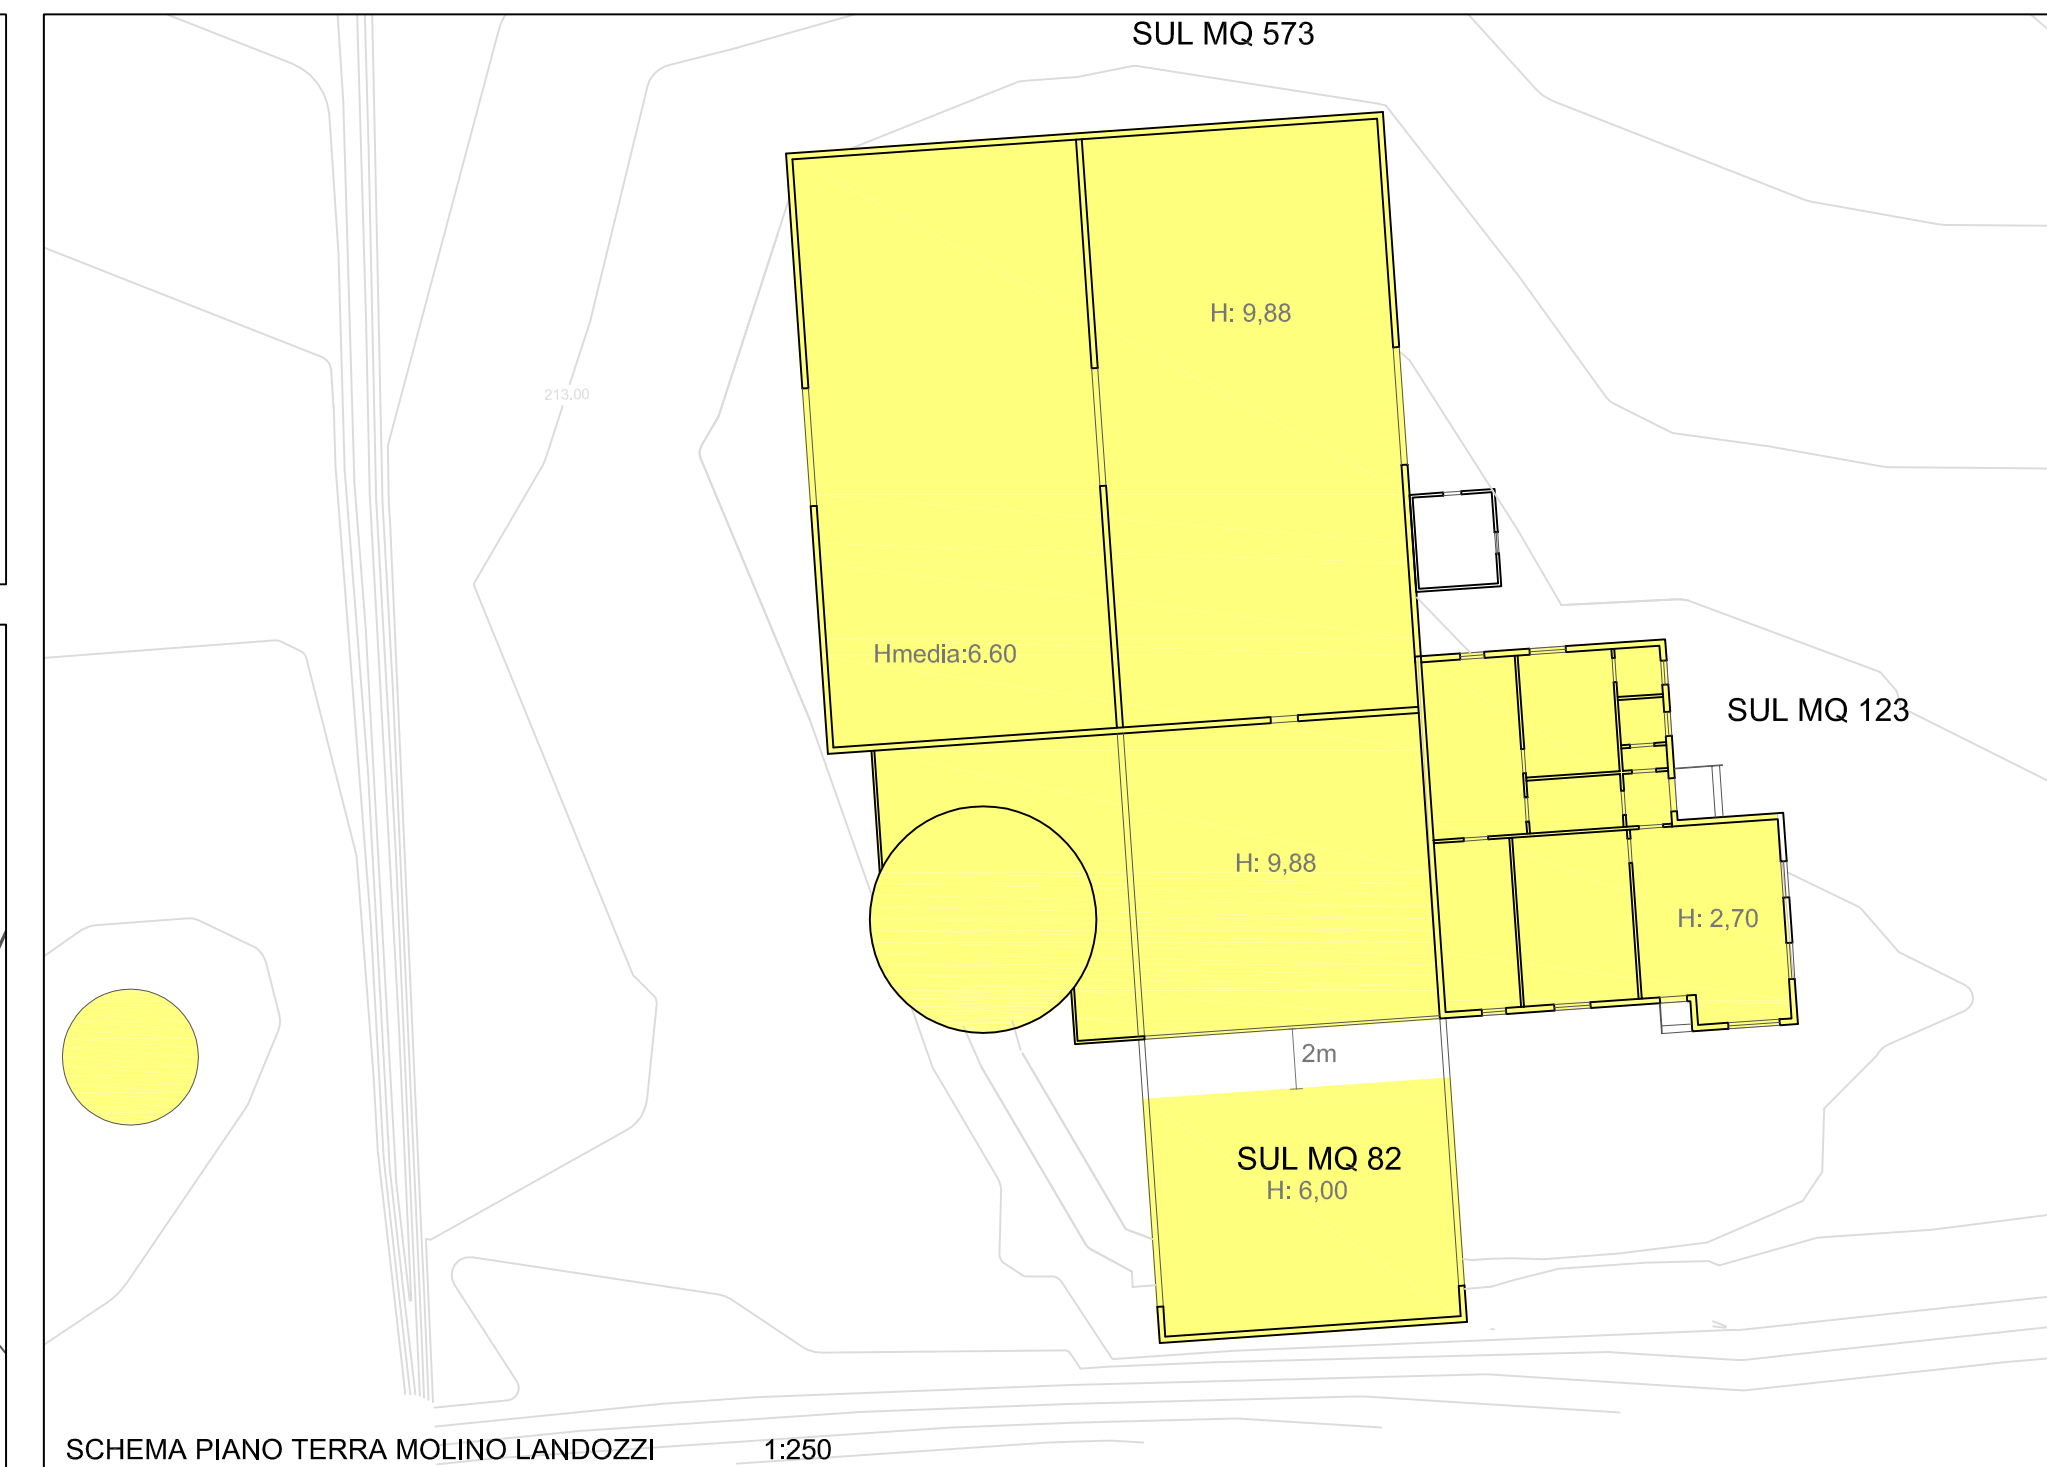 SUL MQ 573
H: 9,88
213.00
Hmedia:6.60
SUL MQ 123
H: 9,88
H: 2,70
2m
SUL MQ 82
H: 6,00
SCHEMA PIANO TERRA MOLINO LANDOZZI 1:250